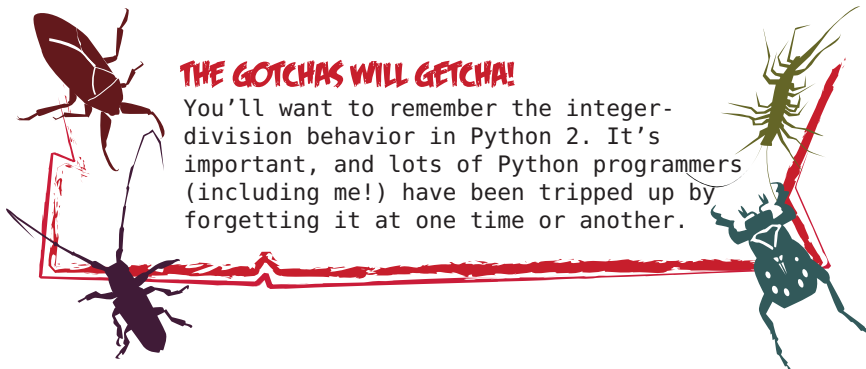 THE GOTCHAS WILL GETCHA!
You’ll want to remember the integer-
division behavior in Python 2. It’s
important, and lots of Python programmers
(including me!) have been tripped up by
forgetting it at one time or another.